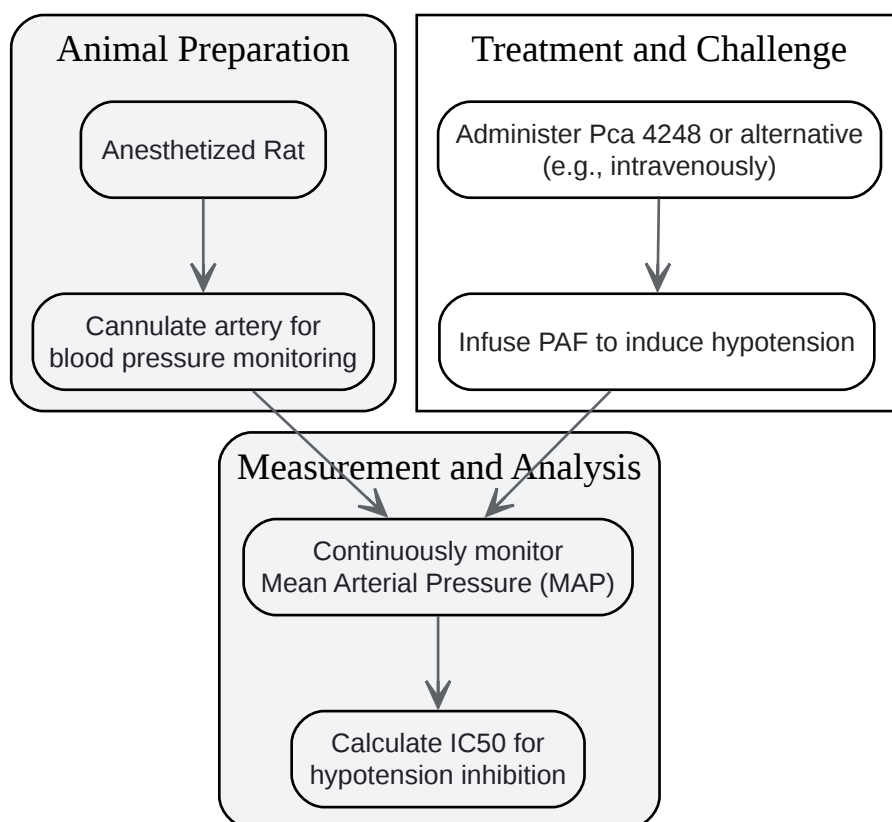 Animal Preparation
Anesthetized Rat
Cannulate artery for
blood pressure monitoring
Treatment and Challenge
Administer Pca 4248 or alternative
(e.g., intravenously)
Infuse PAF to induce hypotension
Measurement and Analysis
Continuously monitor
Mean Arterial Pressure (MAP)
Calculate IC50 for
hypotension inhibition